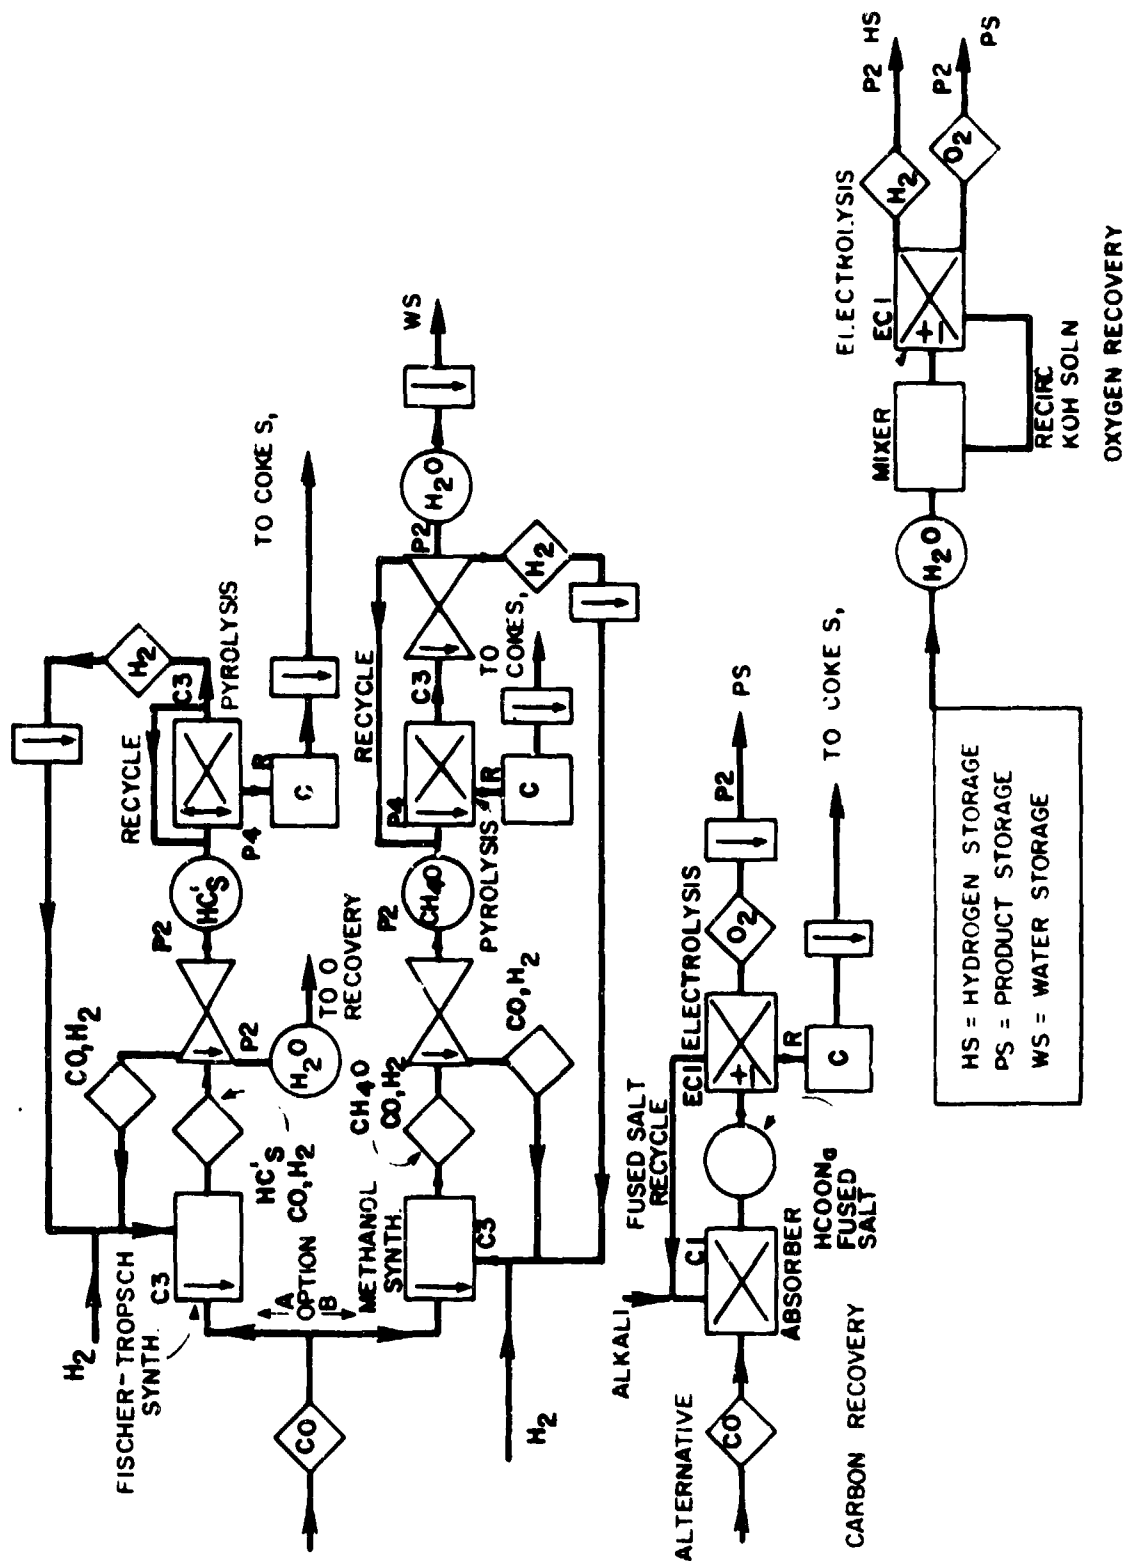 H2
FISCHER-TROPSCH
SYNTH.
C3
CO, H2
HC'S
CO, H2
P2
H2O
TO O
RECOVERY
P2
HC'S
RECYCLE
P4
R
C
C3
PYROLYSIS
H2
TO COKE S,
CO
A
OPTION
B
METHANOL
SYNTH.
C3
H2
CH4O
CO, H2
CO, H2
P2
CH4O
PYROLYSIS
P4
R
C
RECYCLE
C3
TO
COKE S,
P2
H2
H2O
WS
ALTERNATIVE
CO
ALKALI
C1
ABSORBER
FUSED SALT
RECYCLE
HCOONa
FUSED
SALT
EC1 ELECTROLYSIS
+-
R
C
O2
P2
PS
TO COKE S,
CARBON RECOVERY
HS = HYDROGEN STORAGE
PS = PRODUCT STORAGE
WS = WATER STORAGE
H2O
MIXER
RECIRC
KOH SOLN
ELECTROLYSIS
EC1
+-
H2
P2
HS
O2
P2
PS
OXYGEN RECOVERY